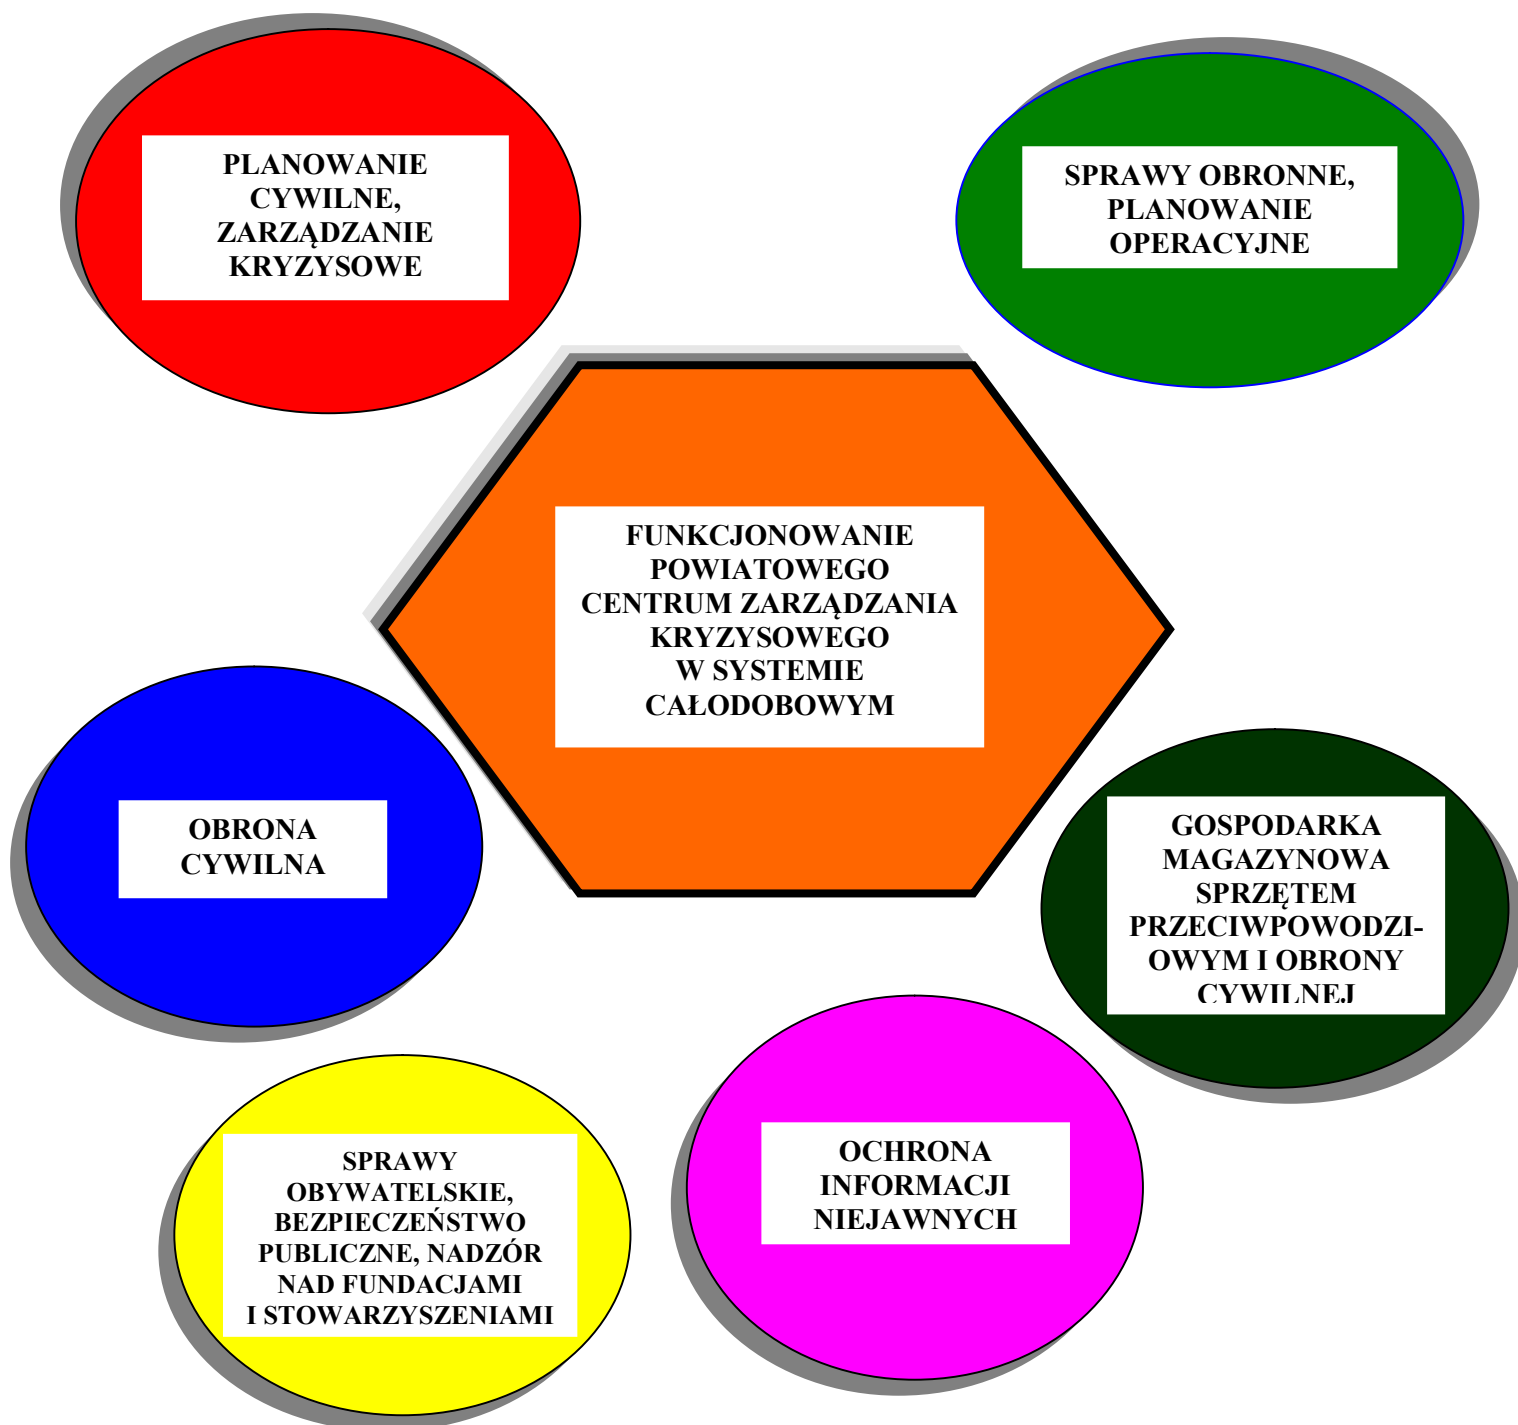 PLANOWANIE
CYWILNE,
ZARZĄDZANIE
KRYZYSOWE
SPRAWY OBRONNE,
PLANOWANIE
OPERACYJNE
FUNKCJONOWANIE
POWIATOWEGO
CENTRUM ZARZĄDZANIA
KRYZYSOWEGO
W SYSTEMIE
CAŁODOBOWYM
OBRONA
CYWILNA
GOSPODARKA
MAGAZYNOWA
SPRZĘTEM
PRZECIWPOWODZI-
OWYM I OBRONY
CYWILNEJ
SPRAWY
OBYWATELSKIE,
BEZPIECZEŃSTWO
PUBLICZNE, NADZÓR
NAD FUNDACJAMI
I STOWARZYSZENIAMI
OCHRONA
INFORMACJI
NIEJAWNYCH